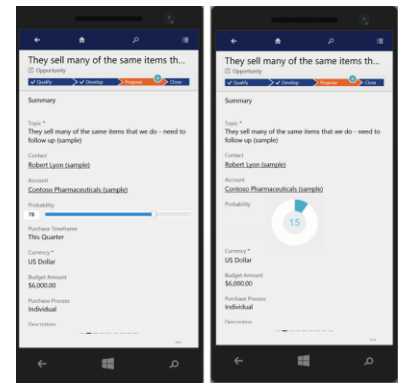 They sell many of the same items th...
Opportunity
Qualify
Develop
Propose
Close
Summary
Topic *
They sell many of the same items that we do - need to
follow up (sample)
Contact
Robert Lyon (sample)
Account
Contoso Pharmaceuticals (sample)
Probability
78
Purchase Timeframe
This Quarter
Currency *
US Dollar
Budget Amount
$6,000.00
Purchase Process
Individual
Description
...
They sell many of the same items th...
Opportunity
Qualify
Develop
Propose
Close
Summary
Topic *
They sell many of the same items that we do - need to
follow up (sample)
Contact
Robert Lyon (sample)
Account
Contoso Pharmaceuticals (sample)
Probability
15
Currency *
US Dollar
Budget Amount
$6,000.00
Purchase Process
Individual
Description
...